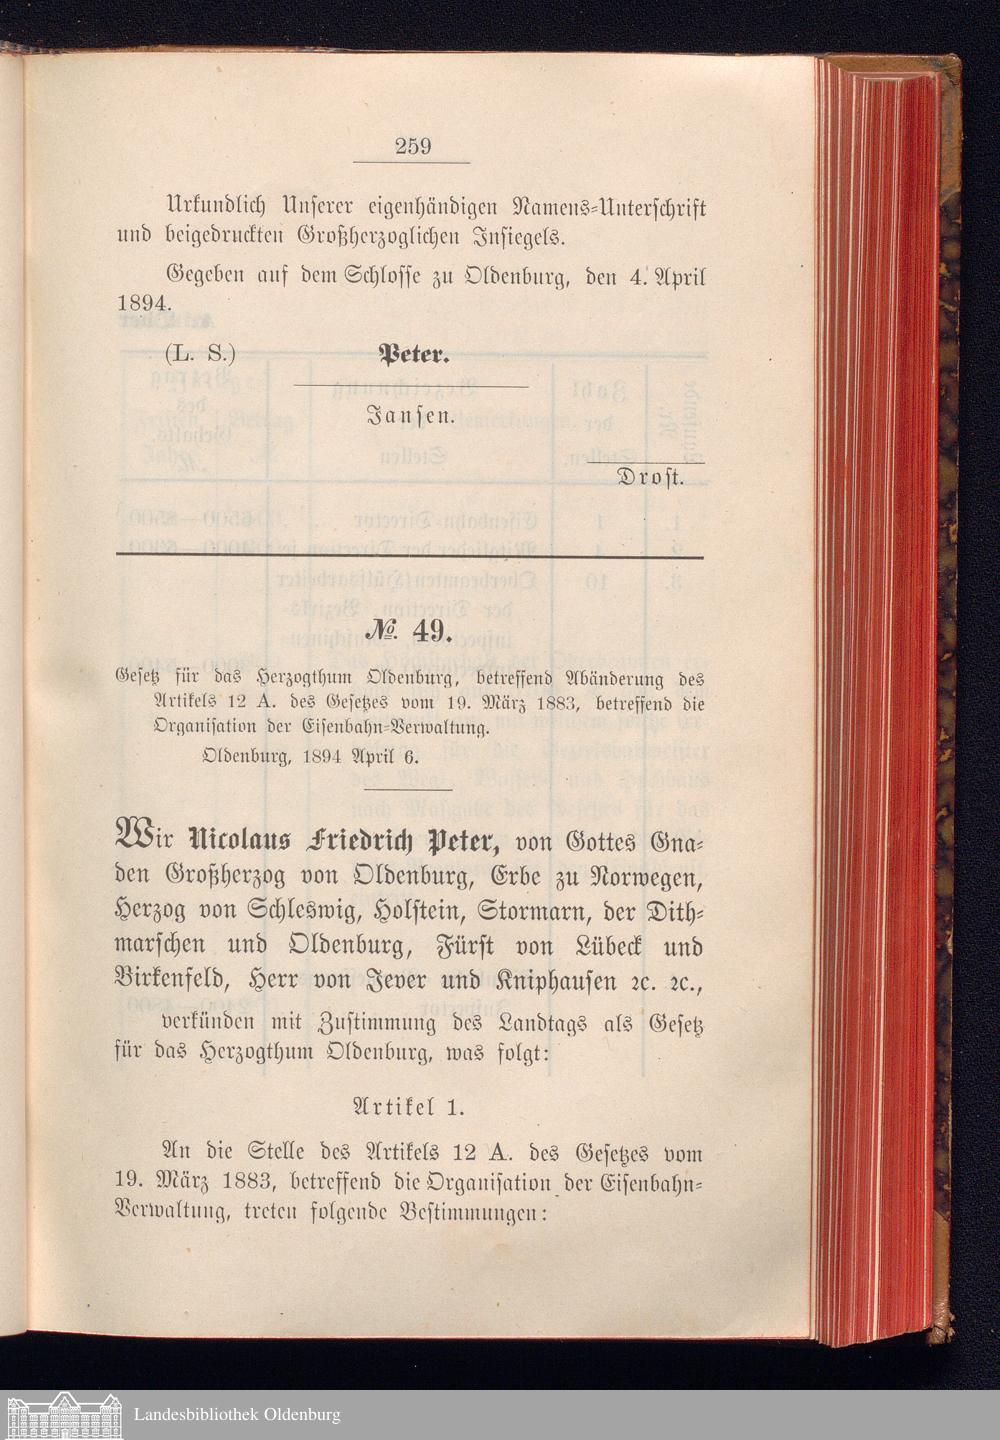 259
Urkundlich Unserer eigenhändigen Namens-Unterschrift
und beigedruckten Großherzoglichen Insiegels.
Gegeben auf dem Schlosse zu Oldenburg, den 4. April
1894.
(L. S.) Peter.
Jansen.
Drost.
№. 49.
Gesetz für das Herzogthum Oldenburg, betreffend Abänderung des
Artikels 12 A. des Gesetzes vom 19. März 1883, betreffend die
Organisation der Eisenbahn-Verwaltung.
Oldenburg, 1894 April 6.
Wir Nicolaus Friedrich Peter, von Gottes Gna-
den Großherzog von Oldenburg, Erbe zu Norwegen,
Herzog von Schleswig, Holstein, Stormarn, der Dith-
marschen und Oldenburg, Fürst von Lübeck und
Birkenfeld, Herr von Jever und Kniphausen ꝛc. ꝛc.,
verkünden mit Zustimmung des Landtags als Gesetz
für das Herzogthum Oldenburg, was folgt:
Artikel 1.
An die Stelle des Artikels 12 A. des Gesetzes vom
19. März 1883, betreffend die Organisation der Eisenbahn-
Verwaltung, treten folgende Bestimmungen:
Landesbibliothek Oldenburg